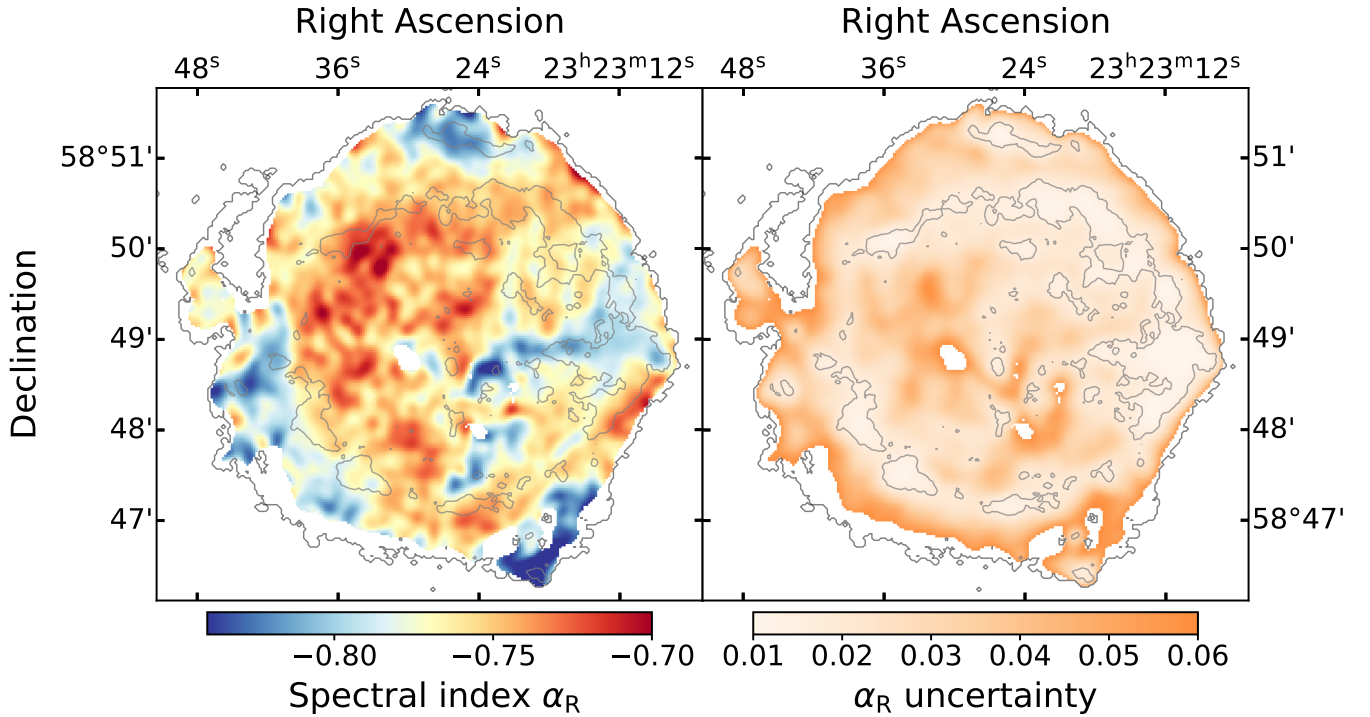 Right Ascension Right Ascension
48ˢ 36ˢ 24ˢ 23ʰ23ᵐ12ˢ 48ˢ 36ˢ 24ˢ 23ʰ23ᵐ12ˢ
58°51' 51'
50' 50'
49' 49'
48' 48'
47' 58°47'
Declination
−0.80 −0.75 −0.70 0.01 0.02 0.03 0.04 0.05 0.06
Spectral index α_R α_R uncertainty